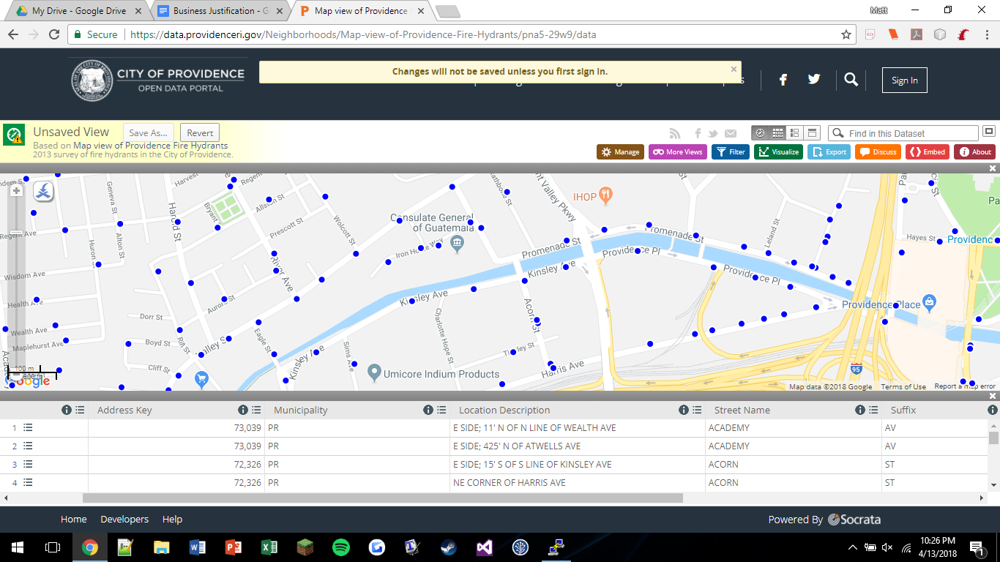 My Drive - Google Drive
Business Justification - G
Map view of Providence
Matt
Secure
https://data.providenceri.gov/Neighborhoods/Map-view-of-Providence-Fire-Hydrants/pna5-29w9/data
CITY OF PROVIDENCE
OPEN DATA PORTAL
Changes will not be saved unless you first sign in.
Sign In
Unsaved View
Save As...
Revert
Based on Map view of Providence Fire Hydrants
2013 survey of fire hydrants in the City of Providence.
Find in this Dataset
Manage
More Views
Filter
Visualize
Export
Discuss
Embed
About
Harold St
Geneva St
Bryant
Allston St
Prescott St
Wolcott St
Regent Ave
Huron
Alton St
River Ave
Wisdom Ave
Health Ave
Wealth Ave
Maplehurst Ave
Aurora St
Dorr St
Boyd St
Cliff St
Valley St
Eagle St
Rathbone St
Consulate General
of Guatemala
Iron Horse Way
IHOP
Promenade St
Promenade St
Kinsley Ave
Kinsley Ave
Kinsley Ave
Providence Pl
Providence Pl
Leland St
Hayes St
Providence Place
Acorn St
Charlotte Hope St
Sims Ave
Tingley St
Harris Ave
Umicore Indium Products
95
100 m
500 ft
Google
Map data ©2018 Google
Terms of Use
Report a map error
Address Key
Municipality
Location Description
Street Name
Suffix
1 73,039 PR E SIDE; 11' N OF N LINE OF WEALTH AVE ACADEMY AV
2 73,039 PR E SIDE; 425' N OF ATWELLS AVE ACADEMY AV
3 72,326 PR E SIDE; 15' S OF S LINE OF KINSLEY AVE ACORN ST
4 72,326 PR NE CORNER OF HARRIS AVE ACORN ST
Home
Developers
Help
Powered By Socrata
10:26 PM
4/13/2018
1